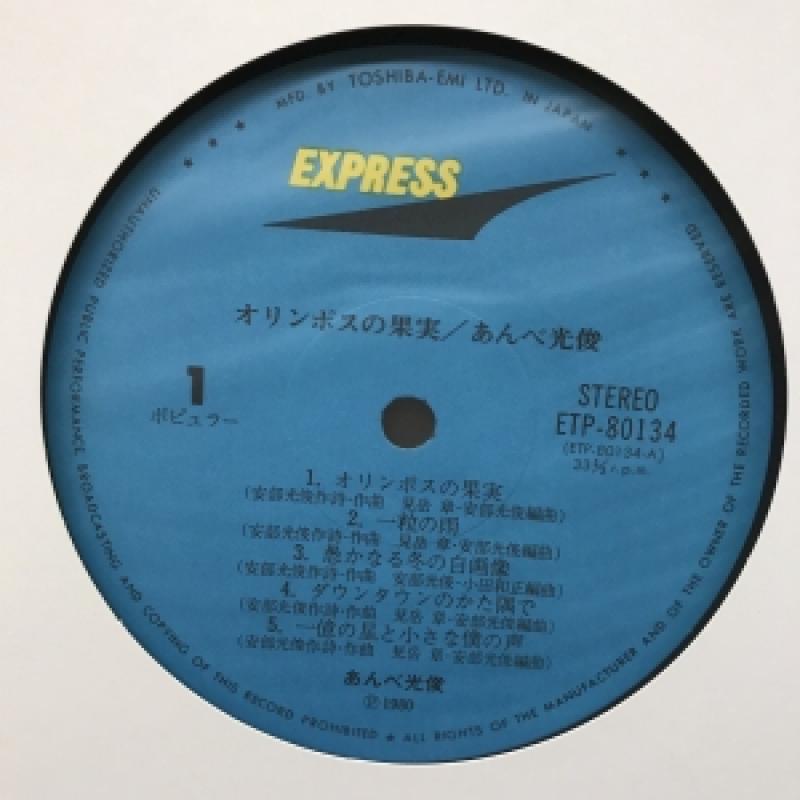 MFD. BY TOSHIBA-EMI LTD. IN JAPAN
EXPRESS
オリンポスの果実／あんべ光俊
1
ポピュラー
STEREO
ETP-80134
(ETP-80134-A)
33⅓ r.p.m.
1. オリンポスの果実
(安部光俊作詩・作曲 見岳 章・安部光俊編曲)
2. 一粒の雨
(安部光俊作詩・作曲 見岳 章・安部光俊編曲)
3. 愚かなる冬の自画像
(安部光俊作詩・作曲 安部光俊・小田和正編曲)
4. ダウンタウンのかた隅で
(安部光俊作詩・作曲 見岳 章・安部光俊編曲)
5. 一億の星と小さな僕の声
(安部光俊作詩・作曲 見岳 章・安部光俊編曲)
あんべ光俊
Ⓟ1980
UNAUTHORIZED PUBLIC PERFORMANCE BROADCASTING AND COPYING OF THIS RECORD PROHIBITED ★ ALL RIGHTS OF THE MANUFACTURER AND OF THE OWNER OF THE RECORDED WORK ARE RESERVED